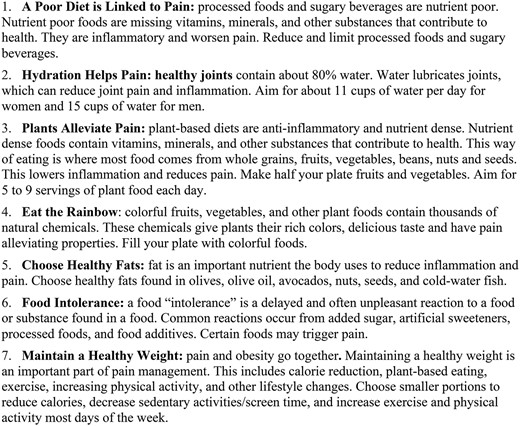 1. A Poor Diet is Linked to Pain: processed foods and sugary beverages are nutrient poor.
Nutrient poor foods are missing vitamins, minerals, and other substances that contribute to
health. They are inflammatory and worsen pain. Reduce and limit processed foods and sugary
beverages.
2. Hydration Helps Pain: healthy joints contain about 80% water. Water lubricates joints,
which can reduce joint pain and inflammation. Aim for about 11 cups of water per day for
women and 15 cups of water for men.
3. Plants Alleviate Pain: plant-based diets are anti-inflammatory and nutrient dense. Nutrient
dense foods contain vitamins, minerals, and other substances that contribute to health. This way
of eating is where most food comes from whole grains, fruits, vegetables, beans, nuts and seeds.
This lowers inflammation and reduces pain. Make half your plate fruits and vegetables. Aim for
5 to 9 servings of plant food each day.
4. Eat the Rainbow: colorful fruits, vegetables, and other plant foods contain thousands of
natural chemicals. These chemicals give plants their rich colors, delicious taste and have pain
alleviating properties. Fill your plate with colorful foods.
5. Choose Healthy Fats: fat is an important nutrient the body uses to reduce inflammation and
pain. Choose healthy fats found in olives, olive oil, avocados, nuts, seeds, and cold-water fish.
6. Food Intolerance: a food “intolerance” is a delayed and often unpleasant reaction to a food
or substance found in a food. Common reactions occur from added sugar, artificial sweeteners,
processed foods, and food additives. Certain foods may trigger pain.
7. Maintain a Healthy Weight: pain and obesity go together. Maintaining a healthy weight is
an important part of pain management. This includes calorie reduction, plant-based eating,
exercise, increasing physical activity, and other lifestyle changes. Choose smaller portions to
reduce calories, decrease sedentary activities/screen time, and increase exercise and physical
activity most days of the week.